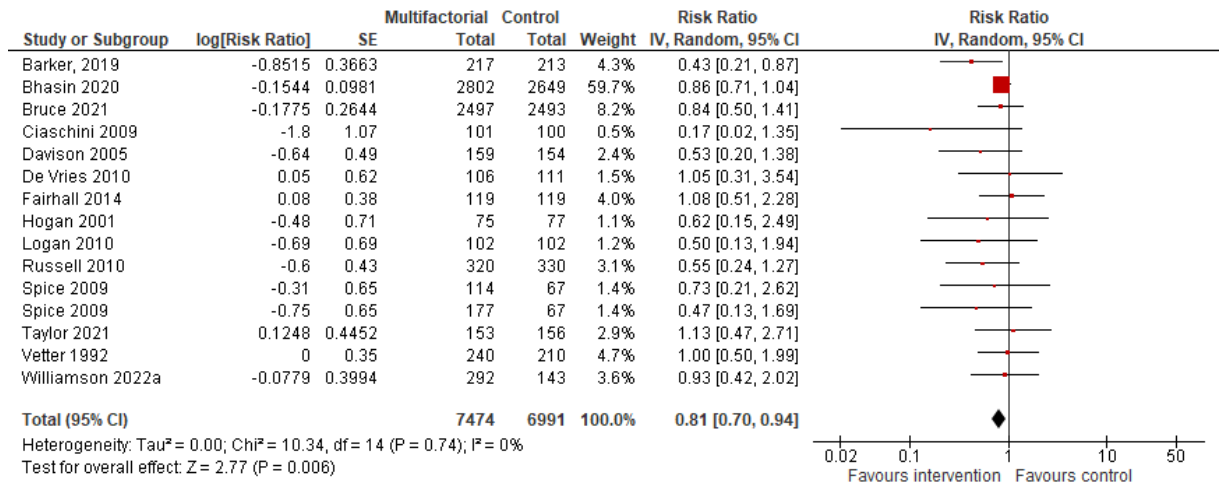 Multifactorial Control Risk Ratio Risk Ratio
Study or Subgroup log[Risk Ratio] SE Total Total Weight IV, Random, 95% CI IV, Random, 95% CI
Barker, 2019 -0.8515 0.3663 217 213 4.3% 0.43 [0.21, 0.87]
Bhasin 2020 -0.1544 0.0981 2802 2649 59.7% 0.86 [0.71, 1.04]
Bruce 2021 -0.1775 0.2644 2497 2493 8.2% 0.84 [0.50, 1.41]
Ciaschini 2009 -1.8 1.07 101 100 0.5% 0.17 [0.02, 1.35]
Davison 2005 -0.64 0.49 159 154 2.4% 0.53 [0.20, 1.38]
De Vries 2010 0.05 0.62 106 111 1.5% 1.05 [0.31, 3.54]
Fairhall 2014 0.08 0.38 119 119 4.0% 1.08 [0.51, 2.28]
Hogan 2001 -0.48 0.71 75 77 1.1% 0.62 [0.15, 2.49]
Logan 2010 -0.69 0.69 102 102 1.2% 0.50 [0.13, 1.94]
Russell 2010 -0.6 0.43 320 330 3.1% 0.55 [0.24, 1.27]
Spice 2009 -0.31 0.65 114 67 1.4% 0.73 [0.21, 2.62]
Spice 2009 -0.75 0.65 177 67 1.4% 0.47 [0.13, 1.69]
Taylor 2021 0.1248 0.4452 153 156 2.9% 1.13 [0.47, 2.71]
Vetter 1992 0 0.35 240 210 4.7% 1.00 [0.50, 1.99]
Williamson 2022a -0.0779 0.3994 292 143 3.6% 0.93 [0.42, 2.02]
Total (95% CI) 7474 6991 100.0% 0.81 [0.70, 0.94]
Heterogeneity: Tau² = 0.00; Chi² = 10.34, df = 14 (P = 0.74); I² = 0%
Test for overall effect: Z = 2.77 (P = 0.006)
0.02 0.1 1 10 50
Favours intervention Favours control